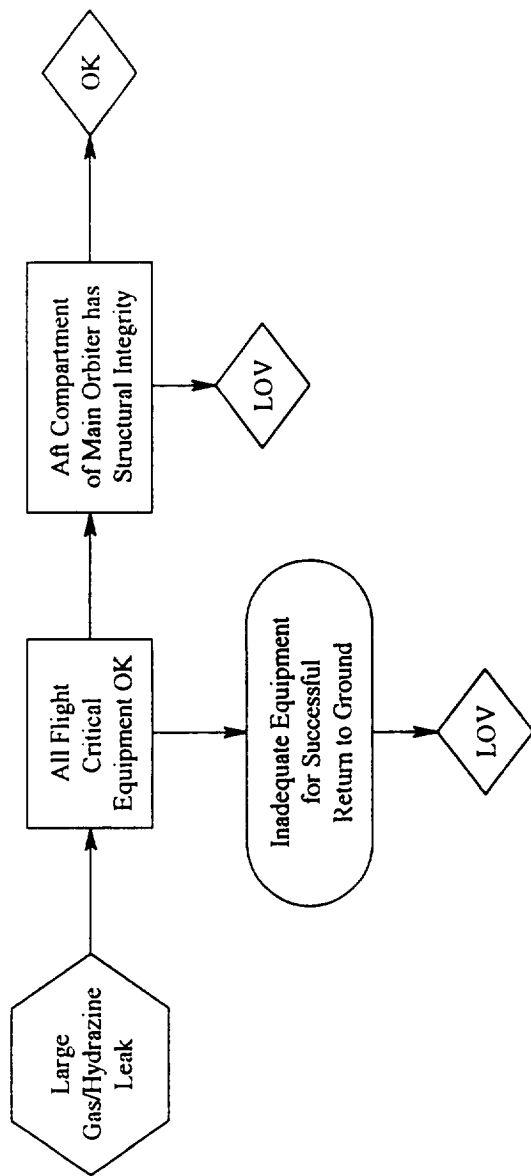 Large
Gas/Hydrazine
Leak
All Flight
Critical
Equipment OK
Aft Compartment
of Main Orbiter has
Structural Integrity
OK
Inadequate Equipment
for Successful
Return to Ground
LOV
LOV